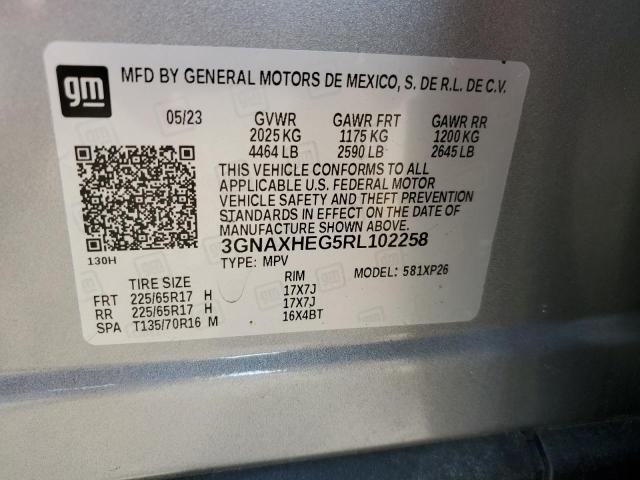 gm MFD BY GENERAL MOTORS DE MEXICO, S. DE R.L. DE C.V.
05/23 GVWR GAWR FRT GAWR RR
2025 KG 1175 KG 1200 KG
4464 LB 2590 LB 2645 LB
THIS VEHICLE CONFORMS TO ALL
APPLICABLE U.S. FEDERAL MOTOR
VEHICLE SAFETY AND THEFT PREVENTION
STANDARDS IN EFFECT ON THE DATE OF
MANUFACTURE SHOWN ABOVE.
3GNAXHEG5RL102258
130H TYPE: MPV MODEL: 581XP26
TIRE SIZE RIM
FRT 225/65R17 H 17X7J
RR 225/65R17 H 17X7J
SPA T135/70R16 M 16X4BT